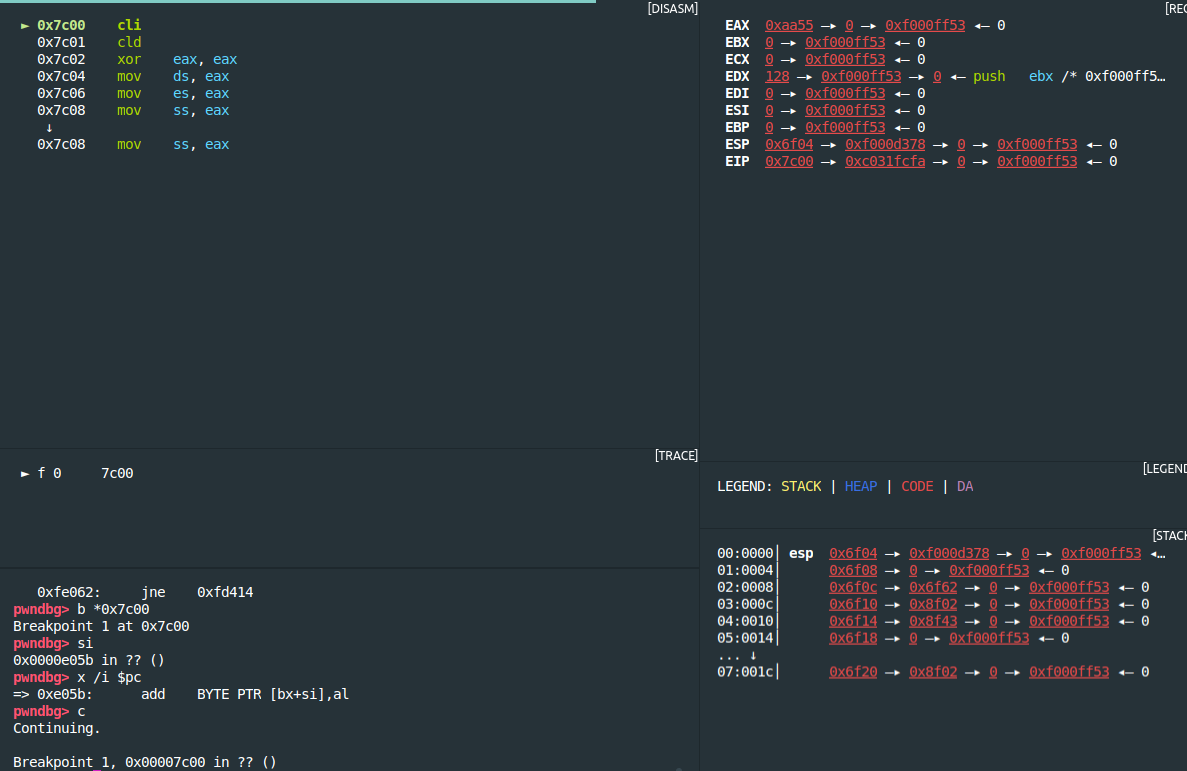 [DISASM]
► 0x7c00    cli
0x7c01    cld
0x7c02    xor    eax, eax
0x7c04    mov    ds, eax
0x7c06    mov    es, eax
0x7c08    mov    ss, eax
↓
0x7c08    mov    ss, eax
[REG
EAX  0xaa55 —▸ 0 —▸ 0xf000ff53 ◂— 0
EBX  0 —▸ 0xf000ff53 ◂— 0
ECX  0 —▸ 0xf000ff53 ◂— 0
EDX  128 —▸ 0xf000ff53 —▸ 0 ◂— push   ebx /* 0xf000ff5…
EDI  0 —▸ 0xf000ff53 ◂— 0
ESI  0 —▸ 0xf000ff53 ◂— 0
EBP  0 —▸ 0xf000ff53 ◂— 0
ESP  0x6f04 —▸ 0xf000d378 —▸ 0 —▸ 0xf000ff53 ◂— 0
EIP  0x7c00 —▸ 0xc031fcfa —▸ 0 —▸ 0xf000ff53 ◂— 0
[TRACE]
► f 0     7c00
[LEGEND
LEGEND: STACK | HEAP | CODE | DA
[STACK
00:0000│ esp  0x6f04 —▸ 0xf000d378 —▸ 0 —▸ 0xf000ff53 ◂…
01:0004│      0x6f08 —▸ 0 —▸ 0xf000ff53 ◂— 0
02:0008│      0x6f0c —▸ 0x6f62 —▸ 0 —▸ 0xf000ff53 ◂— 0
03:000c│      0x6f10 —▸ 0x8f02 —▸ 0 —▸ 0xf000ff53 ◂— 0
04:0010│      0x6f14 —▸ 0x8f43 —▸ 0 —▸ 0xf000ff53 ◂— 0
05:0014│      0x6f18 —▸ 0 —▸ 0xf000ff53 ◂— 0
... ↓
07:001c│      0x6f20 —▸ 0x8f02 —▸ 0 —▸ 0xf000ff53 ◂— 0
0xfe062:     jne    0xfd414
pwndbg> b *0x7c00
Breakpoint 1 at 0x7c00
pwndbg> si
0x0000e05b in ?? ()
pwndbg> x /i $pc
=> 0xe05b:      add    BYTE PTR [bx+si],al
pwndbg> c
Continuing.
Breakpoint 1, 0x00007c00 in ?? ()